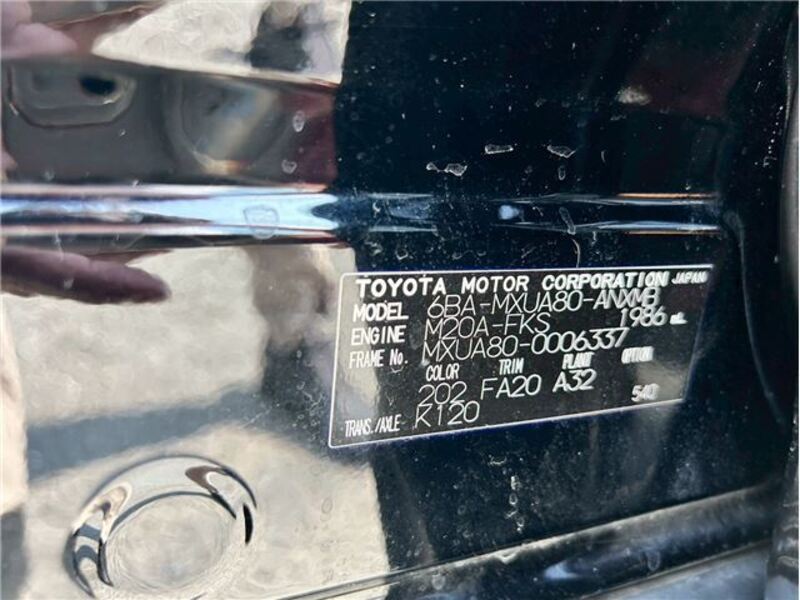 TOYOTA MOTOR CORPORATION JAPAN
MODEL 6BA-MXUA80-ANXMB
ENGINE M20A-FKS 1986 mL
FRAME No. MXUA80-0006337
COLOR TRIM PLANT OPTION
202 FA20 A32 540
TRANS./AXLE K120